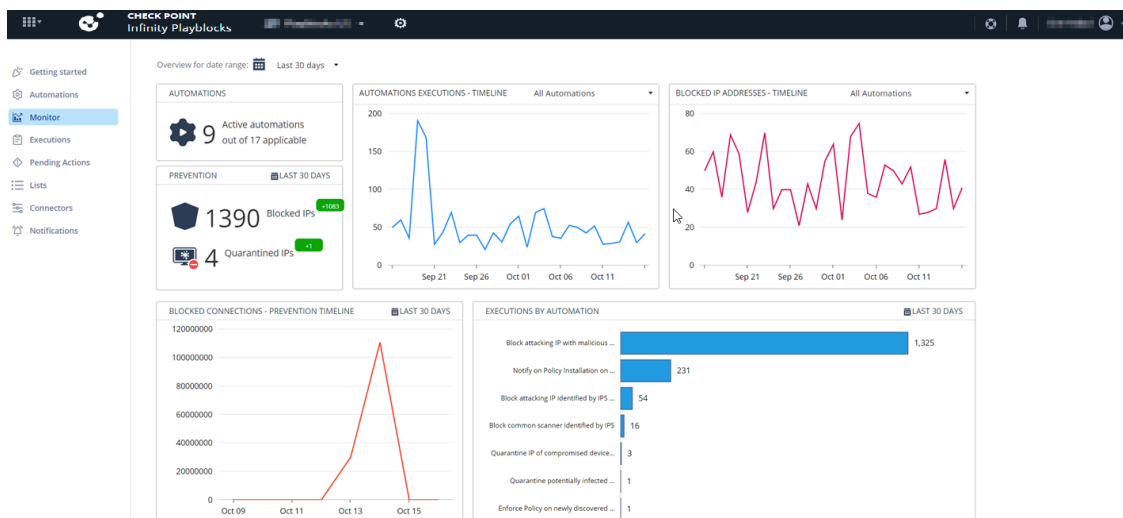 CHECK POINT
Infinity Playblocks
Getting started
Automations
Monitor
Executions
Pending Actions
Lists
Connectors
Notifications
Overview for date range: Last 30 days
AUTOMATIONS
9 Active automations
out of 17 applicable
PREVENTION LAST 30 DAYS
1390 Blocked IPs +1083
4 Quarantined IPs +1
AUTOMATIONS EXECUTIONS - TIMELINE All Automations
200
150
100
50
0
Sep 21 Sep 26 Oct 01 Oct 06 Oct 11
BLOCKED IP ADDRESSES - TIMELINE All Automations
80
60
40
20
0
Sep 21 Sep 26 Oct 01 Oct 06 Oct 11
BLOCKED CONNECTIONS - PREVENTION TIMELINE LAST 30 DAYS
120000000
100000000
80000000
60000000
40000000
20000000
0
Oct 09 Oct 11 Oct 13 Oct 15
EXECUTIONS BY AUTOMATION LAST 30 DAYS
Block attacking IP with malicious ... 1,325
Notify on Policy Installation on ... 231
Block attacking IP identified by IPS ... 54
Block common scanner identified by IPS 16
Quarantine IP of compromised device... 3
Quarantine potentially infected ... 1
Enforce Policy on newly discovered ... 1